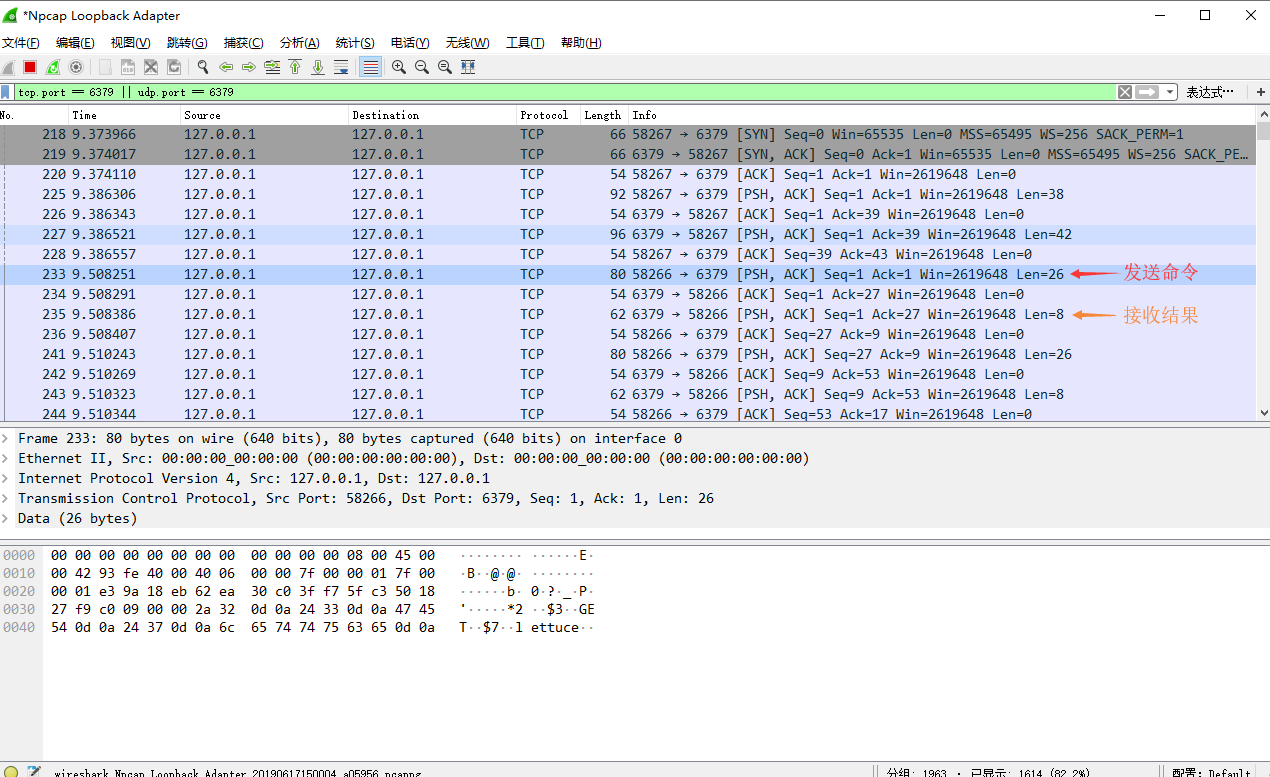 *Npcap Loopback Adapter
文件(F) 编辑(E) 视图(V) 跳转(G) 捕获(C) 分析(A) 统计(S) 电话(Y) 无线(W) 工具(T) 帮助(H)
tcp.port == 6379 || udp.port == 6379 表达式… +
No. Time Source Destination Protocol Length Info
218 9.373966 127.0.0.1 127.0.0.1 TCP 66 58267 → 6379 [SYN] Seq=0 Win=65535 Len=0 MSS=65495 WS=256 SACK_PERM=1
219 9.374017 127.0.0.1 127.0.0.1 TCP 66 6379 → 58267 [SYN, ACK] Seq=0 Ack=1 Win=65535 Len=0 MSS=65495 WS=256 SACK_PE…
220 9.374110 127.0.0.1 127.0.0.1 TCP 54 58267 → 6379 [ACK] Seq=1 Ack=1 Win=2619648 Len=0
225 9.386306 127.0.0.1 127.0.0.1 TCP 92 58267 → 6379 [PSH, ACK] Seq=1 Ack=1 Win=2619648 Len=38
226 9.386343 127.0.0.1 127.0.0.1 TCP 54 6379 → 58267 [ACK] Seq=1 Ack=39 Win=2619648 Len=0
227 9.386521 127.0.0.1 127.0.0.1 TCP 96 6379 → 58267 [PSH, ACK] Seq=1 Ack=39 Win=2619648 Len=42
228 9.386557 127.0.0.1 127.0.0.1 TCP 54 58267 → 6379 [ACK] Seq=39 Ack=43 Win=2619648 Len=0
233 9.508251 127.0.0.1 127.0.0.1 TCP 80 58266 → 6379 [PSH, ACK] Seq=1 Ack=1 Win=2619648 Len=26 发送命令
234 9.508291 127.0.0.1 127.0.0.1 TCP 54 6379 → 58266 [ACK] Seq=1 Ack=27 Win=2619648 Len=0
235 9.508386 127.0.0.1 127.0.0.1 TCP 62 6379 → 58266 [PSH, ACK] Seq=1 Ack=27 Win=2619648 Len=8 接收结果
236 9.508407 127.0.0.1 127.0.0.1 TCP 54 58266 → 6379 [ACK] Seq=27 Ack=9 Win=2619648 Len=0
241 9.510243 127.0.0.1 127.0.0.1 TCP 80 58266 → 6379 [PSH, ACK] Seq=27 Ack=9 Win=2619648 Len=26
242 9.510269 127.0.0.1 127.0.0.1 TCP 54 6379 → 58266 [ACK] Seq=9 Ack=53 Win=2619648 Len=0
243 9.510323 127.0.0.1 127.0.0.1 TCP 62 6379 → 58266 [PSH, ACK] Seq=9 Ack=53 Win=2619648 Len=8
244 9.510344 127.0.0.1 127.0.0.1 TCP 54 58266 → 6379 [ACK] Seq=53 Ack=17 Win=2619648 Len=0
Frame 233: 80 bytes on wire (640 bits), 80 bytes captured (640 bits) on interface 0
Ethernet II, Src: 00:00:00_00:00:00 (00:00:00:00:00:00), Dst: 00:00:00_00:00:00 (00:00:00:00:00:00)
Internet Protocol Version 4, Src: 127.0.0.1, Dst: 127.0.0.1
Transmission Control Protocol, Src Port: 58266, Dst Port: 6379, Seq: 1, Ack: 1, Len: 26
Data (26 bytes)
0000 00 00 00 00 00 00 00 00 00 00 00 00 08 00 45 00 ········ ······E·
0010 00 42 93 fe 40 00 40 06 00 00 7f 00 00 01 7f 00 ·B··@·@· ········
0020 00 01 e3 9a 18 eb 62 ea 30 c0 3f f7 5f c3 50 18 ······b· 0·?·_·P·
0030 27 f9 c0 09 00 00 2a 32 0d 0a 24 33 0d 0a 47 45 '·····*2 ··$3··GE
0040 54 0d 0a 24 37 0d 0a 6c 65 74 74 75 63 65 0d 0a T··$7··l ettuce··
wireshark_Npcap Loopback Adapter_20190617150004_a05956.pcapng 分组: 1963 · 已显示: 1614 (82.2%) 配置: Default